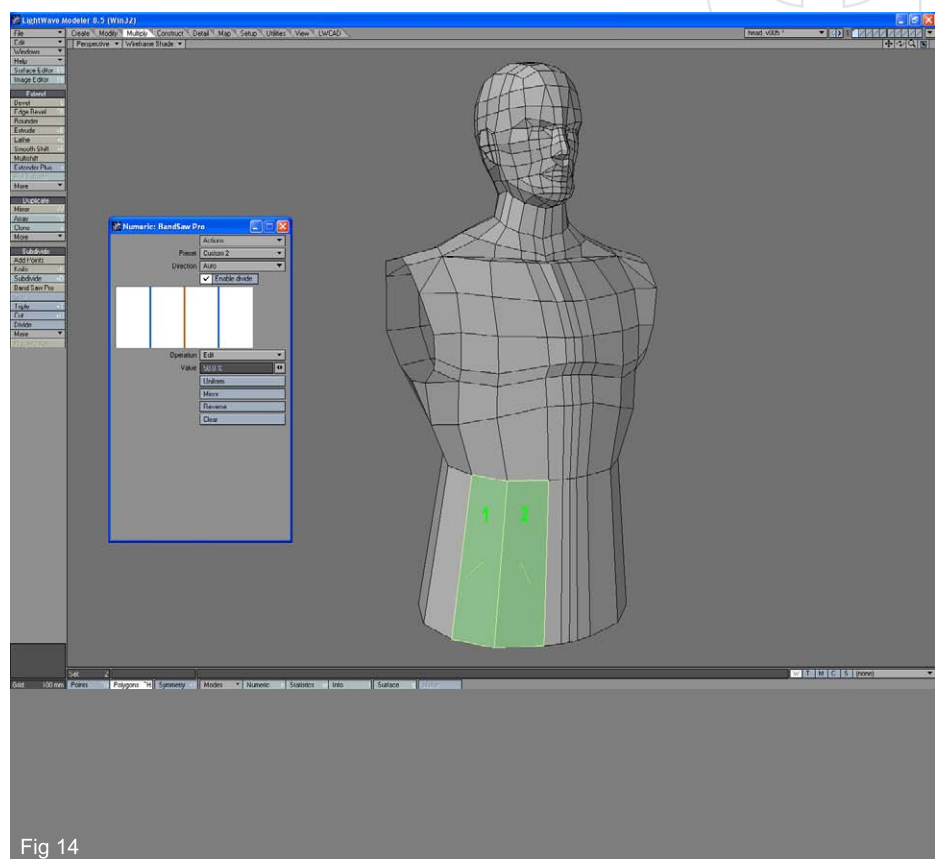 LightWave Modeler 8.5 (Win32)
File Create Modify Multiply Construct Detail Map Setup Utilities View LWCAD head_v005 *
Edit Perspective Wireframe Shade
Windows
Help
Surface Editor
Image Editor
Extend
Bevel
Edge Bevel
Rounder
Extrude
Lathe
Smooth Shift
Multishift
Extender Plus
More
Duplicate
Mirror
Array
Clone
More
Subdivide
Add Points
Knife
Subdivide
Band Saw Pro
Triple
Cut
Divide
More
Numeric: BandSaw Pro
Actions
Preset Custom 2
Direction Auto
Enable divide
Operation Edit
Value 50.0 %
Uniform
Mirror
Reverse
Clear
1 2
Sel: 2 W T M C S (none)
Grid: 100 mm Points Polygons ^H Symmetry Modes Numeric Statistics Info Surface
Fig 14